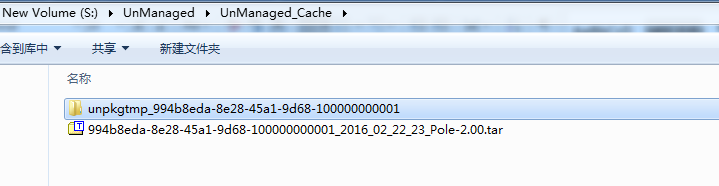 New Volume (S:) ▸ UnManaged ▸ UnManaged_Cache ▸
含到库中 共享 新建文件夹
名称
unpkgtmp_994b8eda-8e28-45a1-9d68-100000000001
994b8eda-8e28-45a1-9d68-100000000001_2016_02_22_23_Pole-2.00.tar